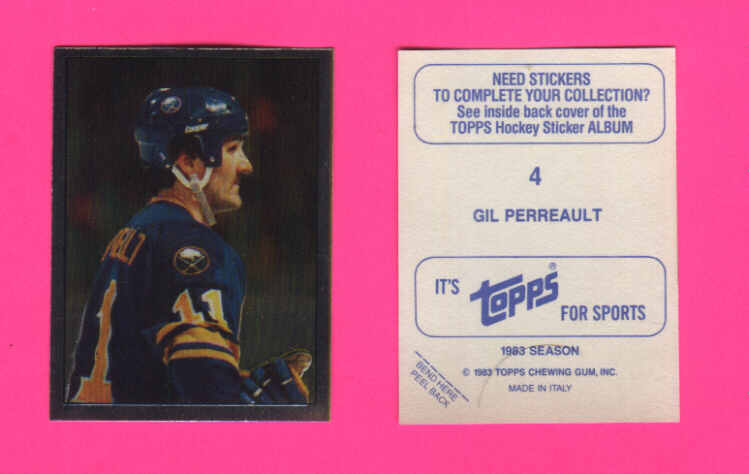 11
NEED STICKERS
TO COMPLETE YOUR COLLECTION?
See inside back cover of the
TOPPS Hockey Sticker ALBUM
4
GIL PERREAULT
IT'S TOPPS® FOR SPORTS
1983 SEASON
© 1983 TOPPS CHEWING GUM, INC.
MADE IN ITALY
BEND HERE
PEEL BACK